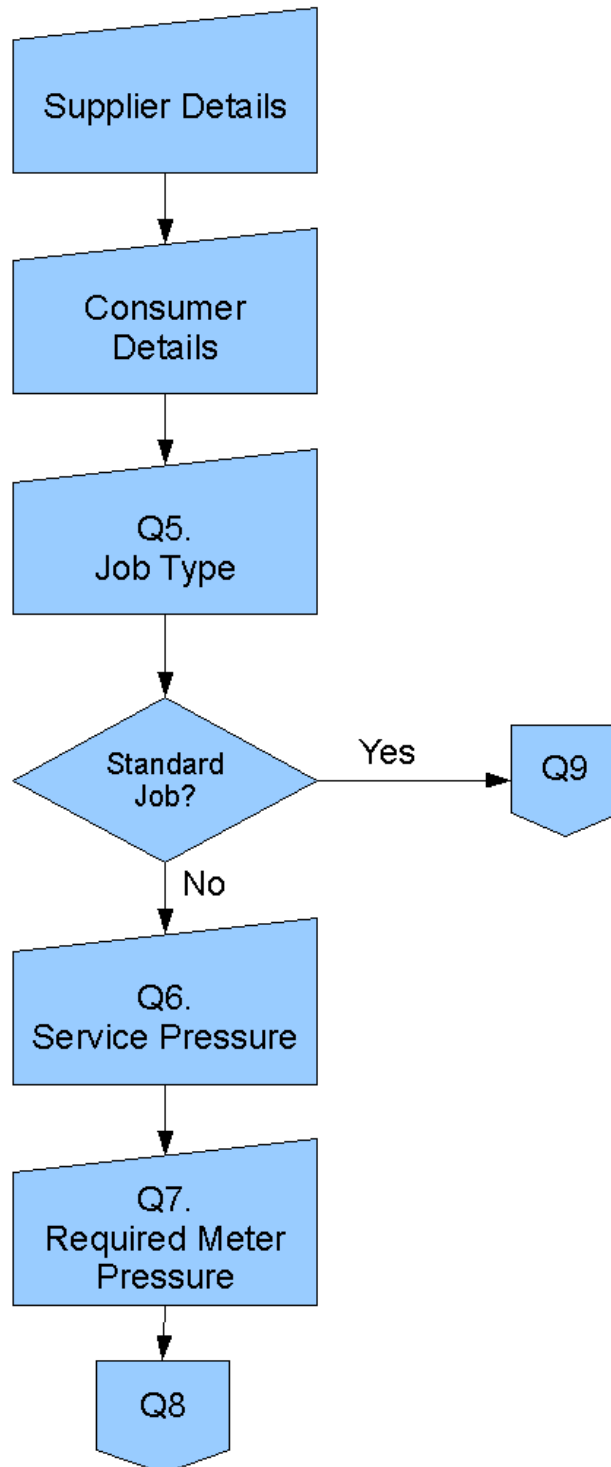 Supplier Details
Consumer
Details
Q5.
Job Type
Standard
Job?
Yes
Q9
No
Q6.
Service Pressure
Q7.
Required Meter
Pressure
Q8